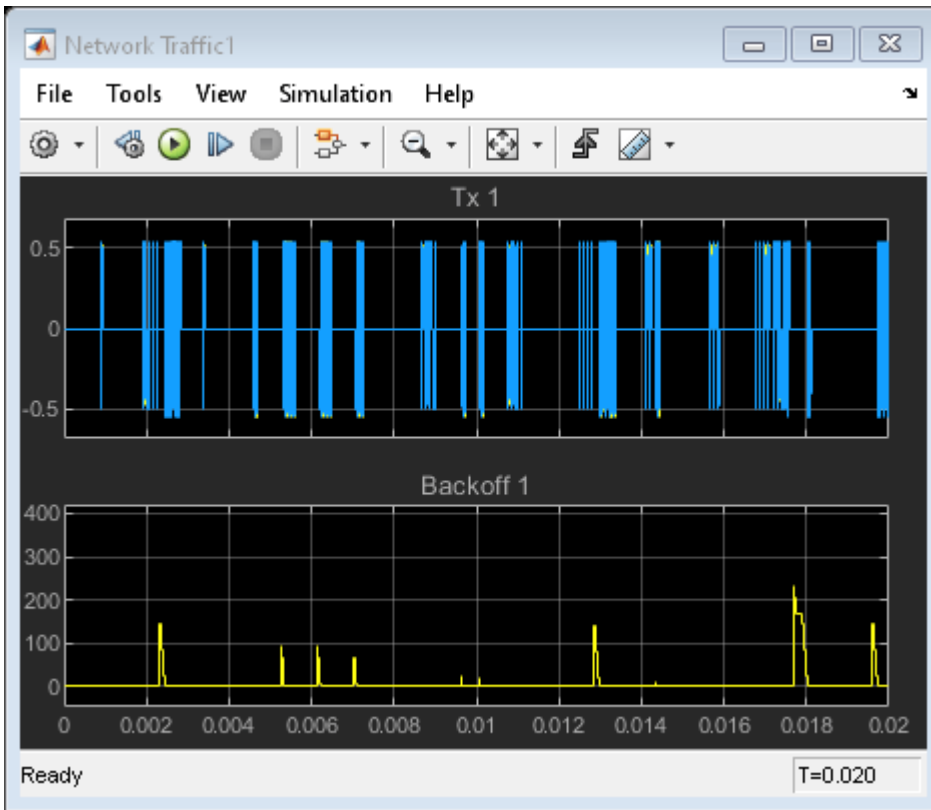 Network Traffic1
File Tools View Simulation Help
Tx 1
0.5
0
-0.5
Backoff 1
400
300
200
100
0
0 0.002 0.004 0.006 0.008 0.01 0.012 0.014 0.016 0.018 0.02
Ready T=0.020